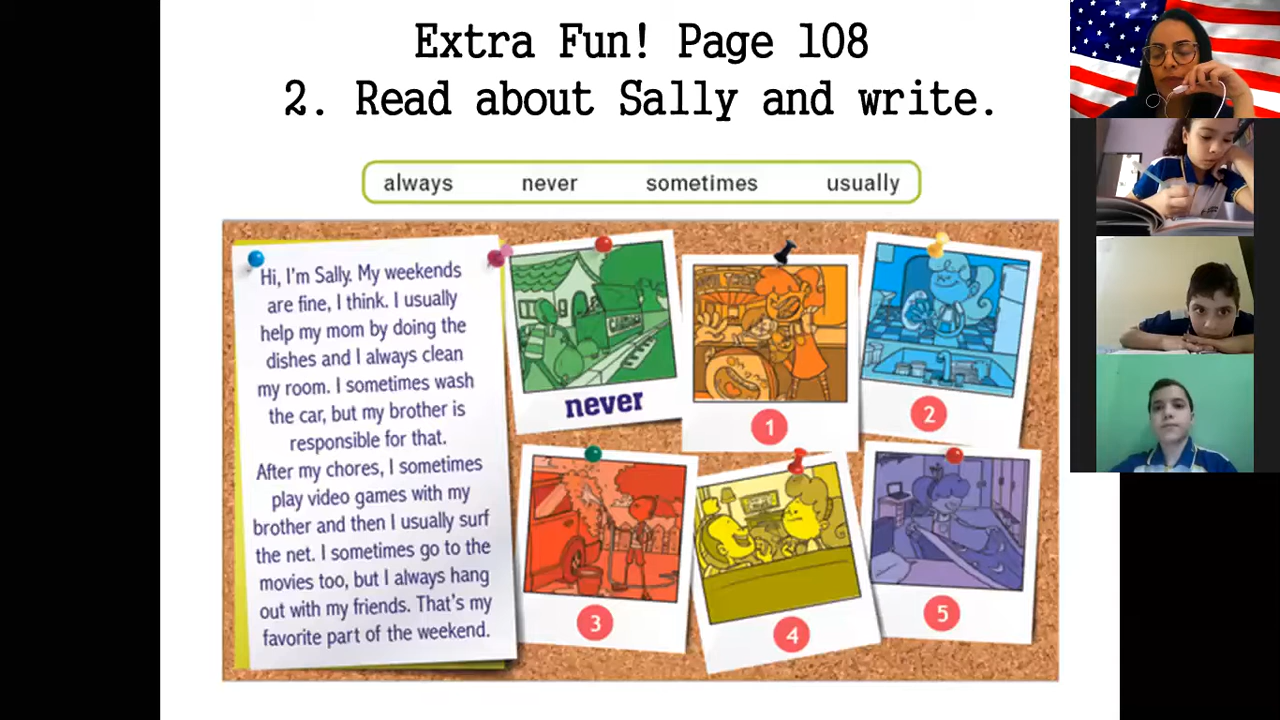 Extra Fun! Page 108
2. Read about Sally and write.
always never sometimes usually
Hi, I'm Sally. My weekends
are fine, I think. I usually
help my mom by doing the
dishes and I always clean
my room. I sometimes wash
the car, but my brother is
responsible for that.
After my chores, I sometimes
play video games with my
brother and then I usually surf
the net. I sometimes go to the
movies too, but I always hang
out with my friends. That's my
favorite part of the weekend.
never
1
2
3
4
5